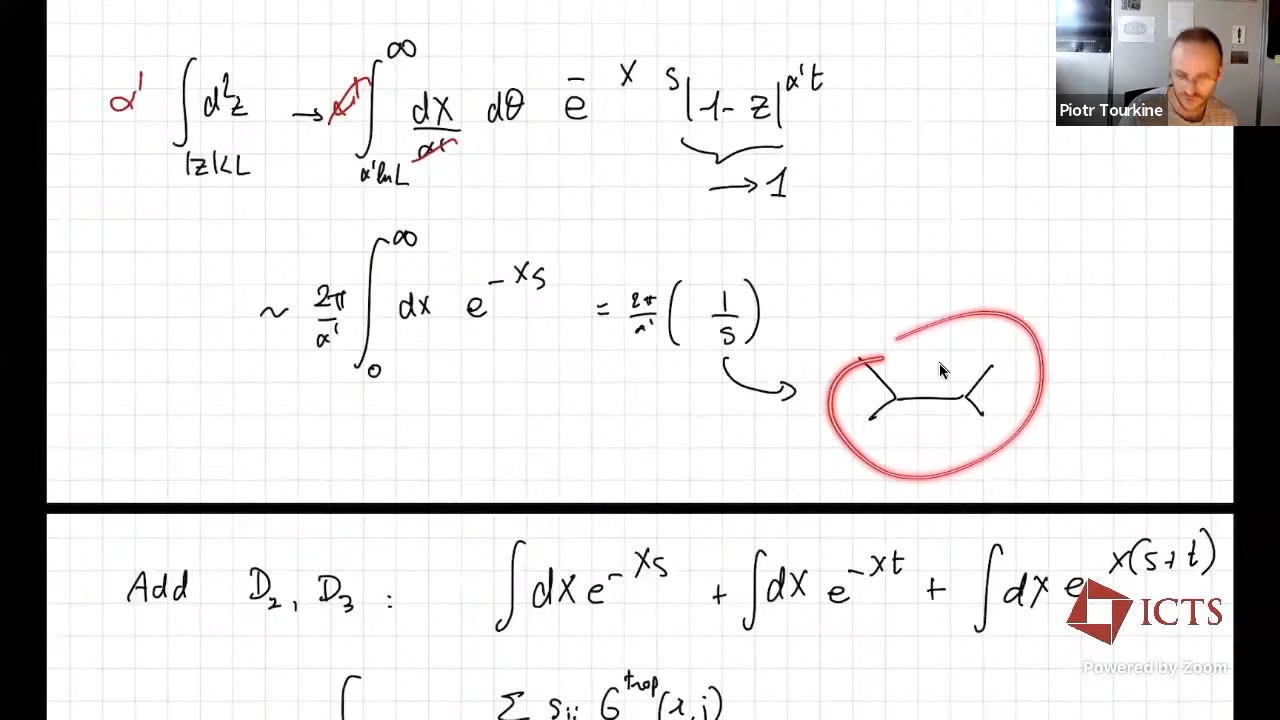 α' ∫_{|z|<L} d²z → α' ∫_{α' ln L}^{∞} dX/α' dθ e^{-X s} |1-z|^{α't}
→ 1
Piotr Tourkine
~ 2π/α' ∫_0^∞ dX e^{-Xs} = 2π/α' (1/s)
Add D₂, D₃ : ∫ dX e^{-Xs} + ∫ dX e^{-Xt} + ∫ dX e^{X(s+t)}
ICTS
Powered by Zoom
∫ Σ s_{ij} G^{trop}(i,j)